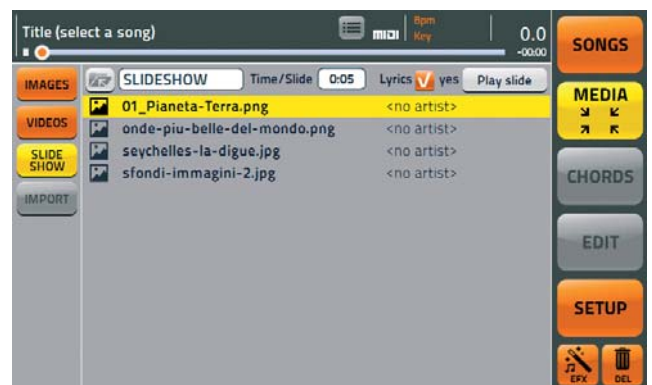 Title (select a song)
midi
Bpm
Key
0.0
-00:00
SONGS
IMAGES
SLIDESHOW
Time/Slide 0:05
Lyrics yes
Play slide
MEDIA
01_Pianeta-Terra.png <no artist>
VIDEOS
onde-piu-belle-del-mondo.png <no artist>
SLIDE
SHOW
seychelles-la-digue.jpg <no artist>
sfondi-immagini-2.jpg <no artist>
CHORDS
IMPORT
EDIT
SETUP
EFX
DEL